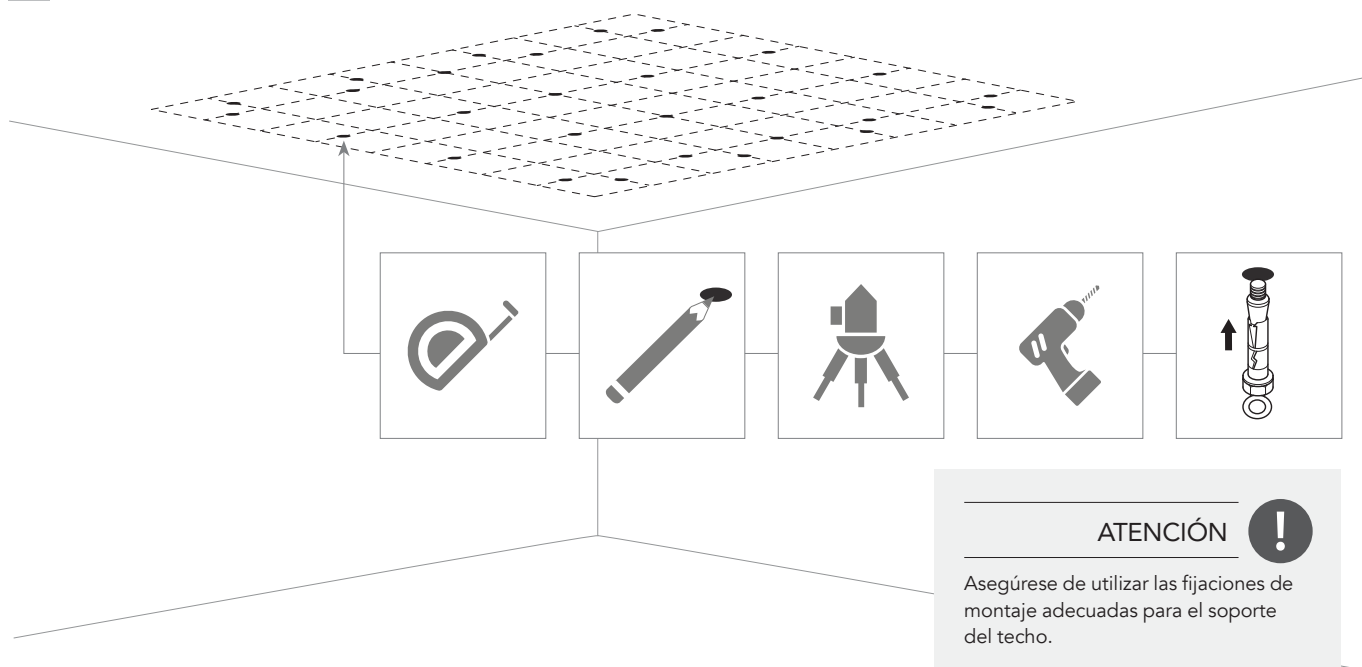 ATENCIÓN
Asegúrese de utilizar las fijaciones de
montaje adecuadas para el soporte
del techo.